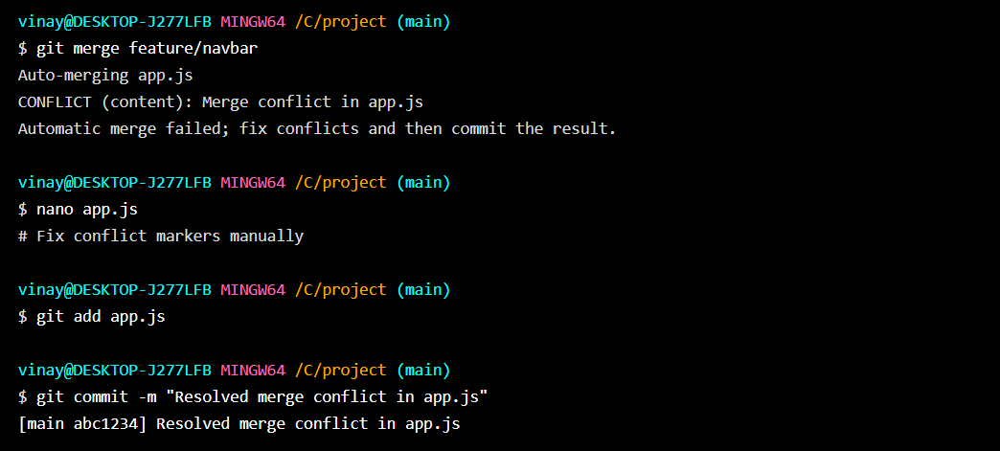 vinay@DESKTOP-J277LFB MINGW64 /C/project (main)
$ git merge feature/navbar
Auto-merging app.js
CONFLICT (content): Merge conflict in app.js
Automatic merge failed; fix conflicts and then commit the result.
vinay@DESKTOP-J277LFB MINGW64 /C/project (main)
$ nano app.js
# Fix conflict markers manually
vinay@DESKTOP-J277LFB MINGW64 /C/project (main)
$ git add app.js
vinay@DESKTOP-J277LFB MINGW64 /C/project (main)
$ git commit -m "Resolved merge conflict in app.js"
[main abc1234] Resolved merge conflict in app.js